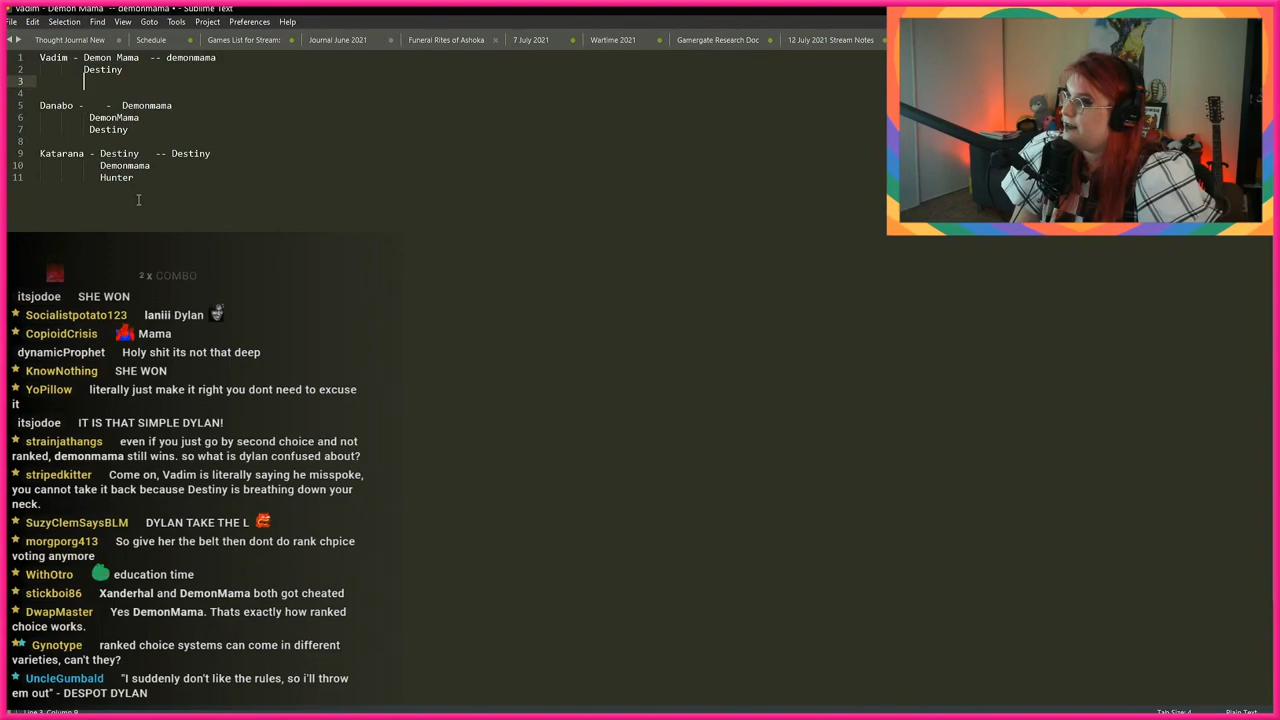 Vadim - Demon Mama -- demonmama • - Sublime Text
File Edit Selection Find View Goto Tools Project Preferences Help
Thought Journal New Schedule Games List for Stream: Journal June 2021 Funeral Rites of Ashoka 7 July 2021 Wartime 2021 Gamergate Research Doc 12 July 2021 Stream Notes
1 Vadim - Demon Mama -- demonmama
2 Destiny
3
4
5 Danabo - - Demonmama
6 DemonMama
7 Destiny
8
9 Katarana - Destiny -- Destiny
10 Demonmama
11 Hunter
2 x COMBO
itsjodoe SHE WON
Socialistpotato123 laniii Dylan
CopioidCrisis Mama
dynamicProphet Holy shit its not that deep
KnowNothing SHE WON
YoPillow literally just make it right you dont need to excuse
it
itsjodoe IT IS THAT SIMPLE DYLAN!
strainjathangs even if you just go by second choice and not
ranked, demonmama still wins. so what is dylan confused about?
stripedkitter Come on, Vadim is literally saying he misspoke,
you cannot take it back because Destiny is breathing down your
neck.
SuzyClemSaysBLM DYLAN TAKE THE L
morgporg413 So give her the belt then dont do rank chpice
voting anymore
WithOtro education time
stickboi86 Xanderhal and DemonMama both got cheated
DwapMaster Yes DemonMama. Thats exactly how ranked
choice works.
Gynotype ranked choice systems can come in different
varieties, can't they?
UncleGumbald "I suddenly don't like the rules, so i'll throw
em out" - DESPOT DYLAN
Line 3, Column 9
Tab Size: 4 Plain Text